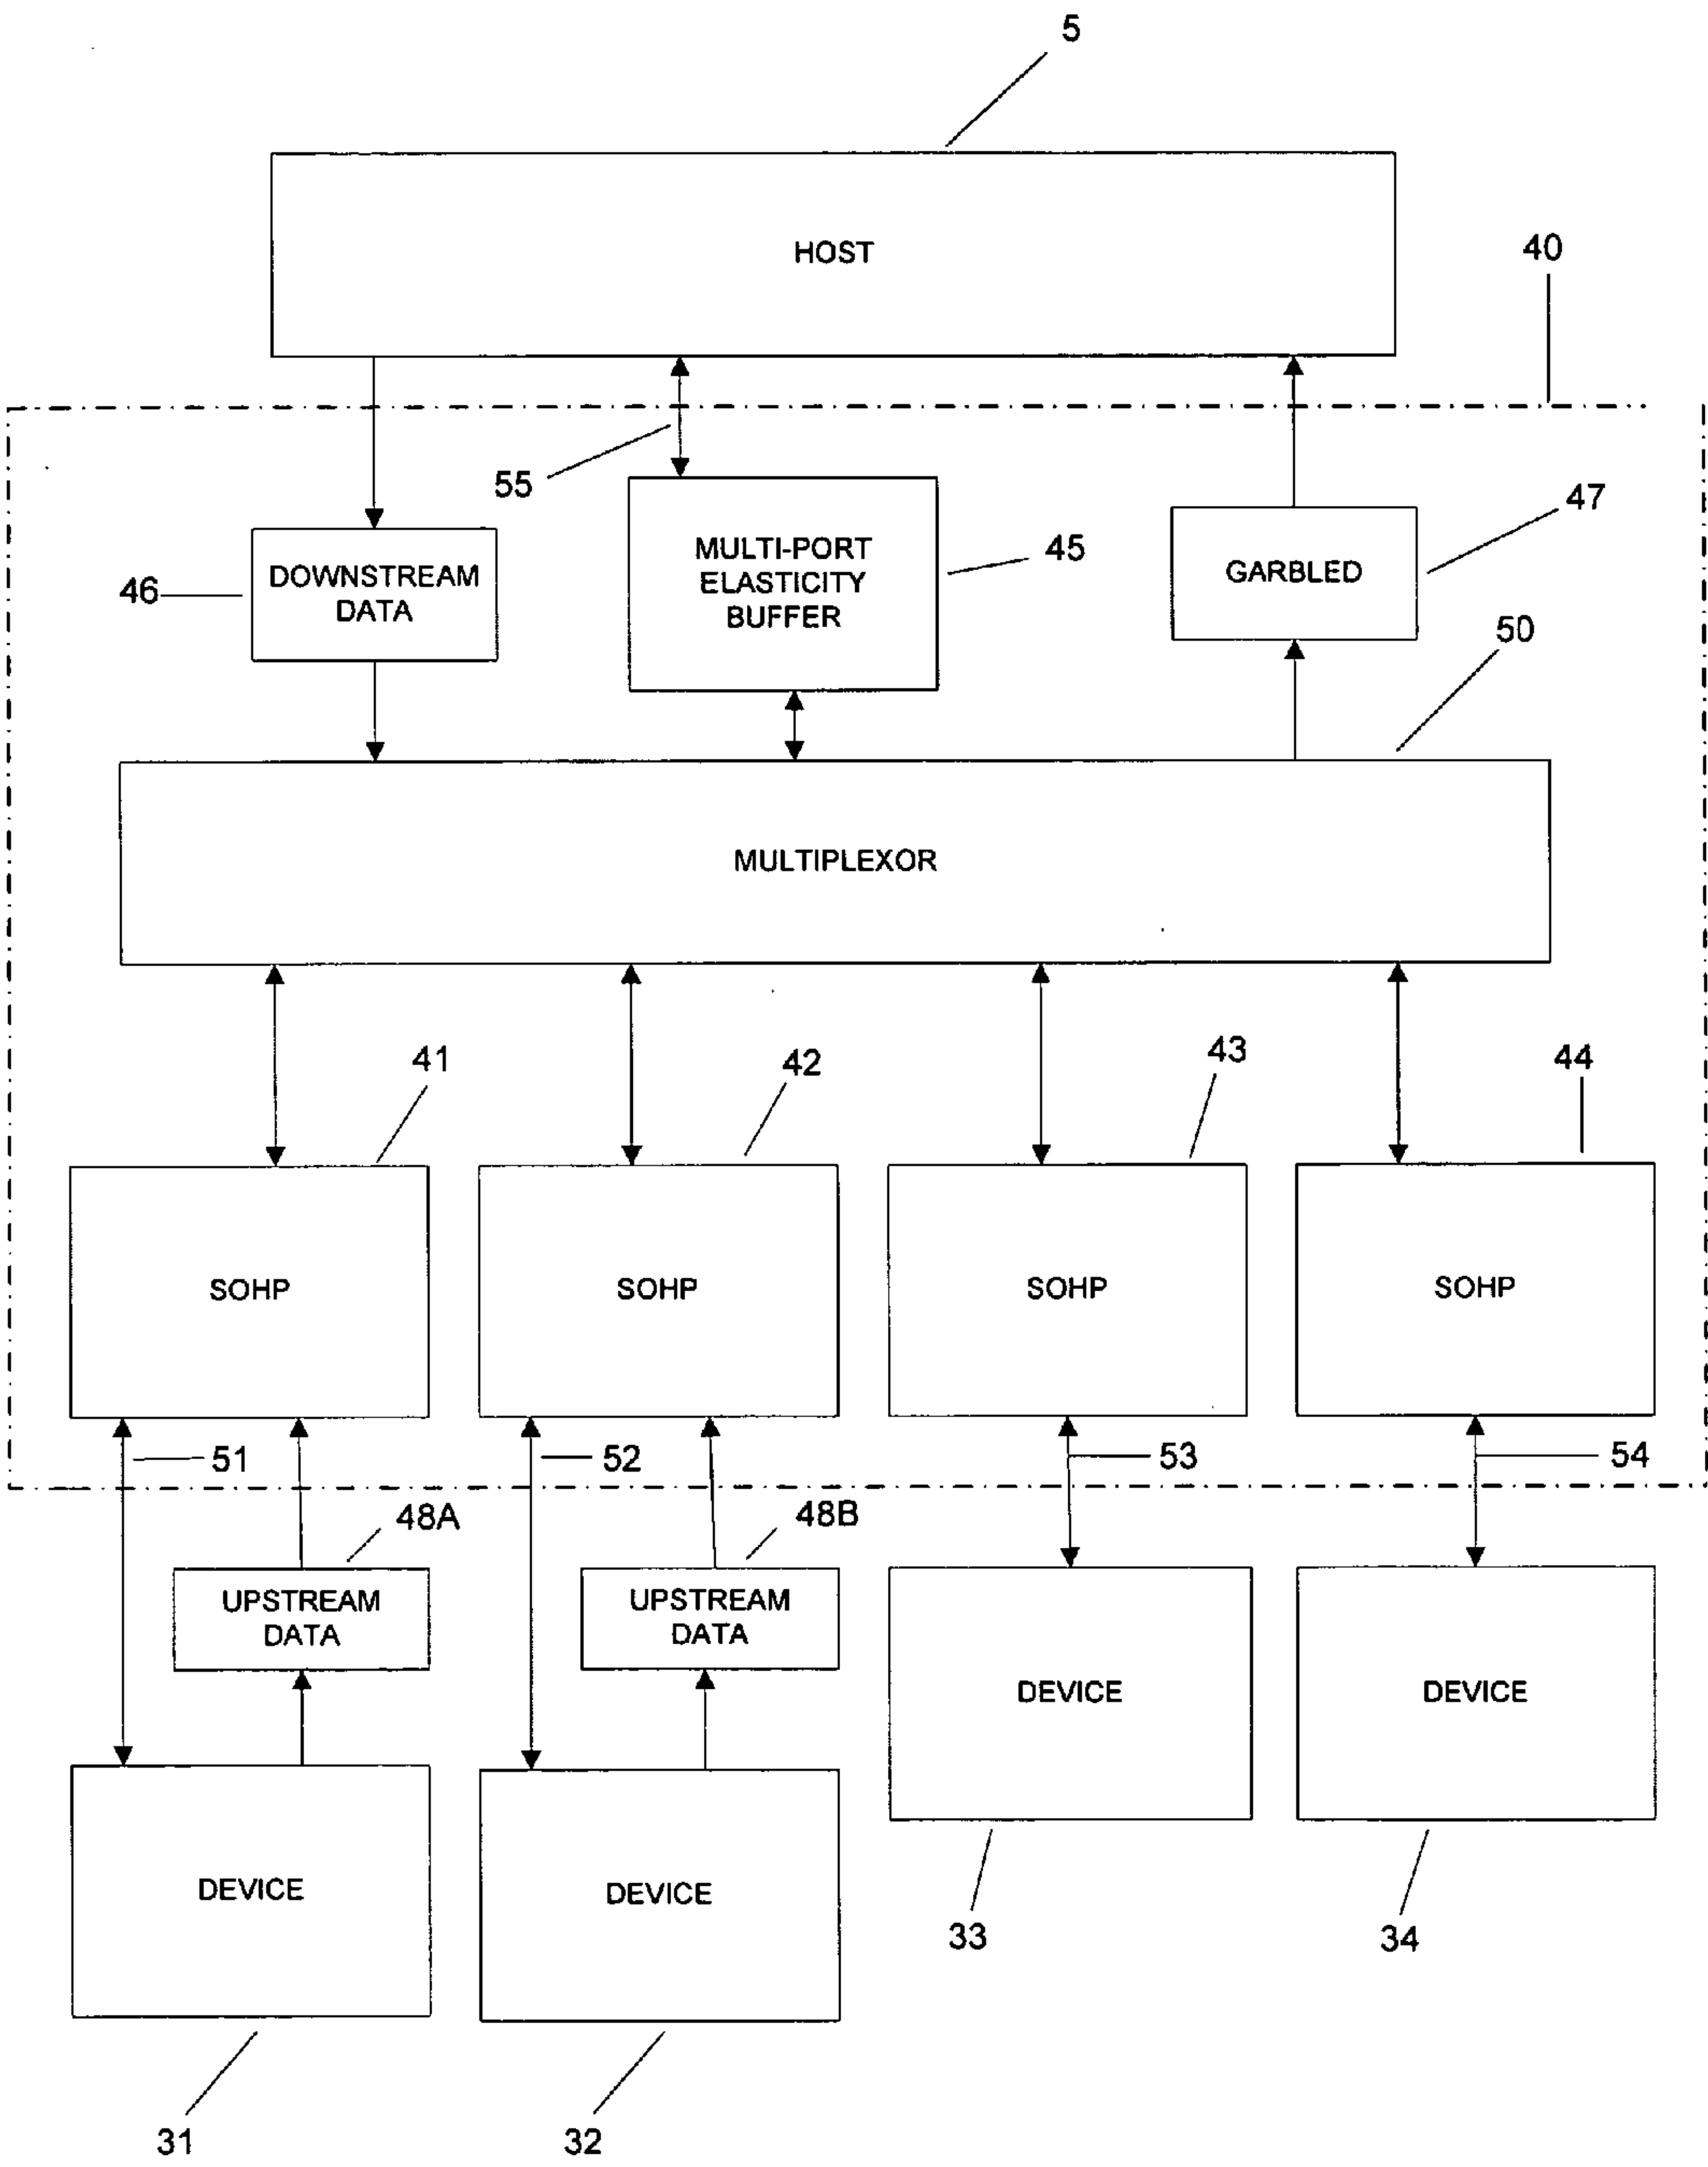 5
HOST
40
55
46
DOWNSTREAM
DATA
MULTI-PORT
ELASTICITY
BUFFER
45
GARBLED
47
50
MULTIPLEXOR
41
42
43
44
SOHP
SOHP
SOHP
SOHP
51
52
53
54
48A
48B
UPSTREAM
DATA
UPSTREAM
DATA
DEVICE
DEVICE
DEVICE
DEVICE
33
34
31
32